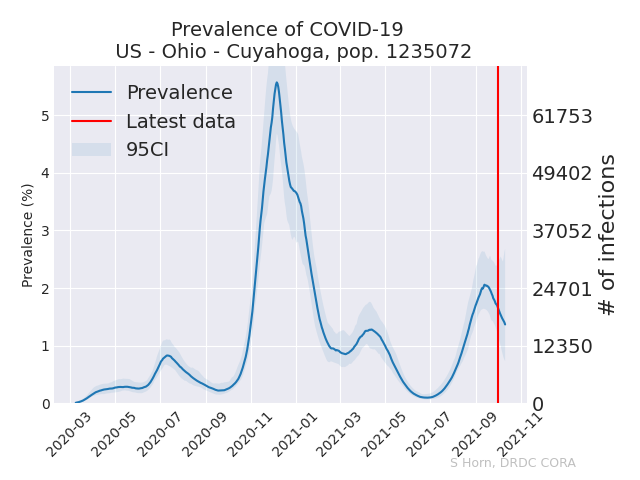 Prevalence of COVID-19
US - Ohio - Cuyahoga, pop. 1235072
Prevalence
Latest data
95CI
Prevalence (%)
5
4
3
2
1
0
61753
49402
37052
24701
12350
0
# of infections
2020-03
2020-05
2020-07
2020-09
2020-11
2021-01
2021-03
2021-05
2021-07
2021-09
2021-11
S Horn, DRDC CORA